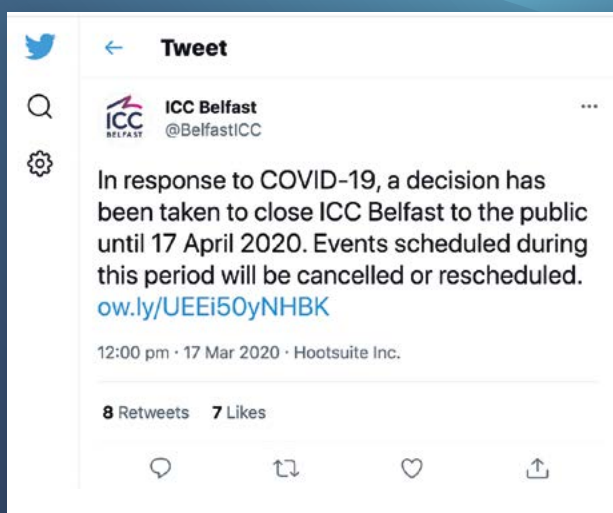 Tweet
ICC
BELFAST
ICC Belfast
@BelfastICC
In response to COVID-19, a decision has
been taken to close ICC Belfast to the public
until 17 April 2020. Events scheduled during
this period will be cancelled or rescheduled.
ow.ly/UEEi50yNHBK
12:00 pm · 17 Mar 2020 · Hootsuite Inc.
8 Retweets 7 Likes